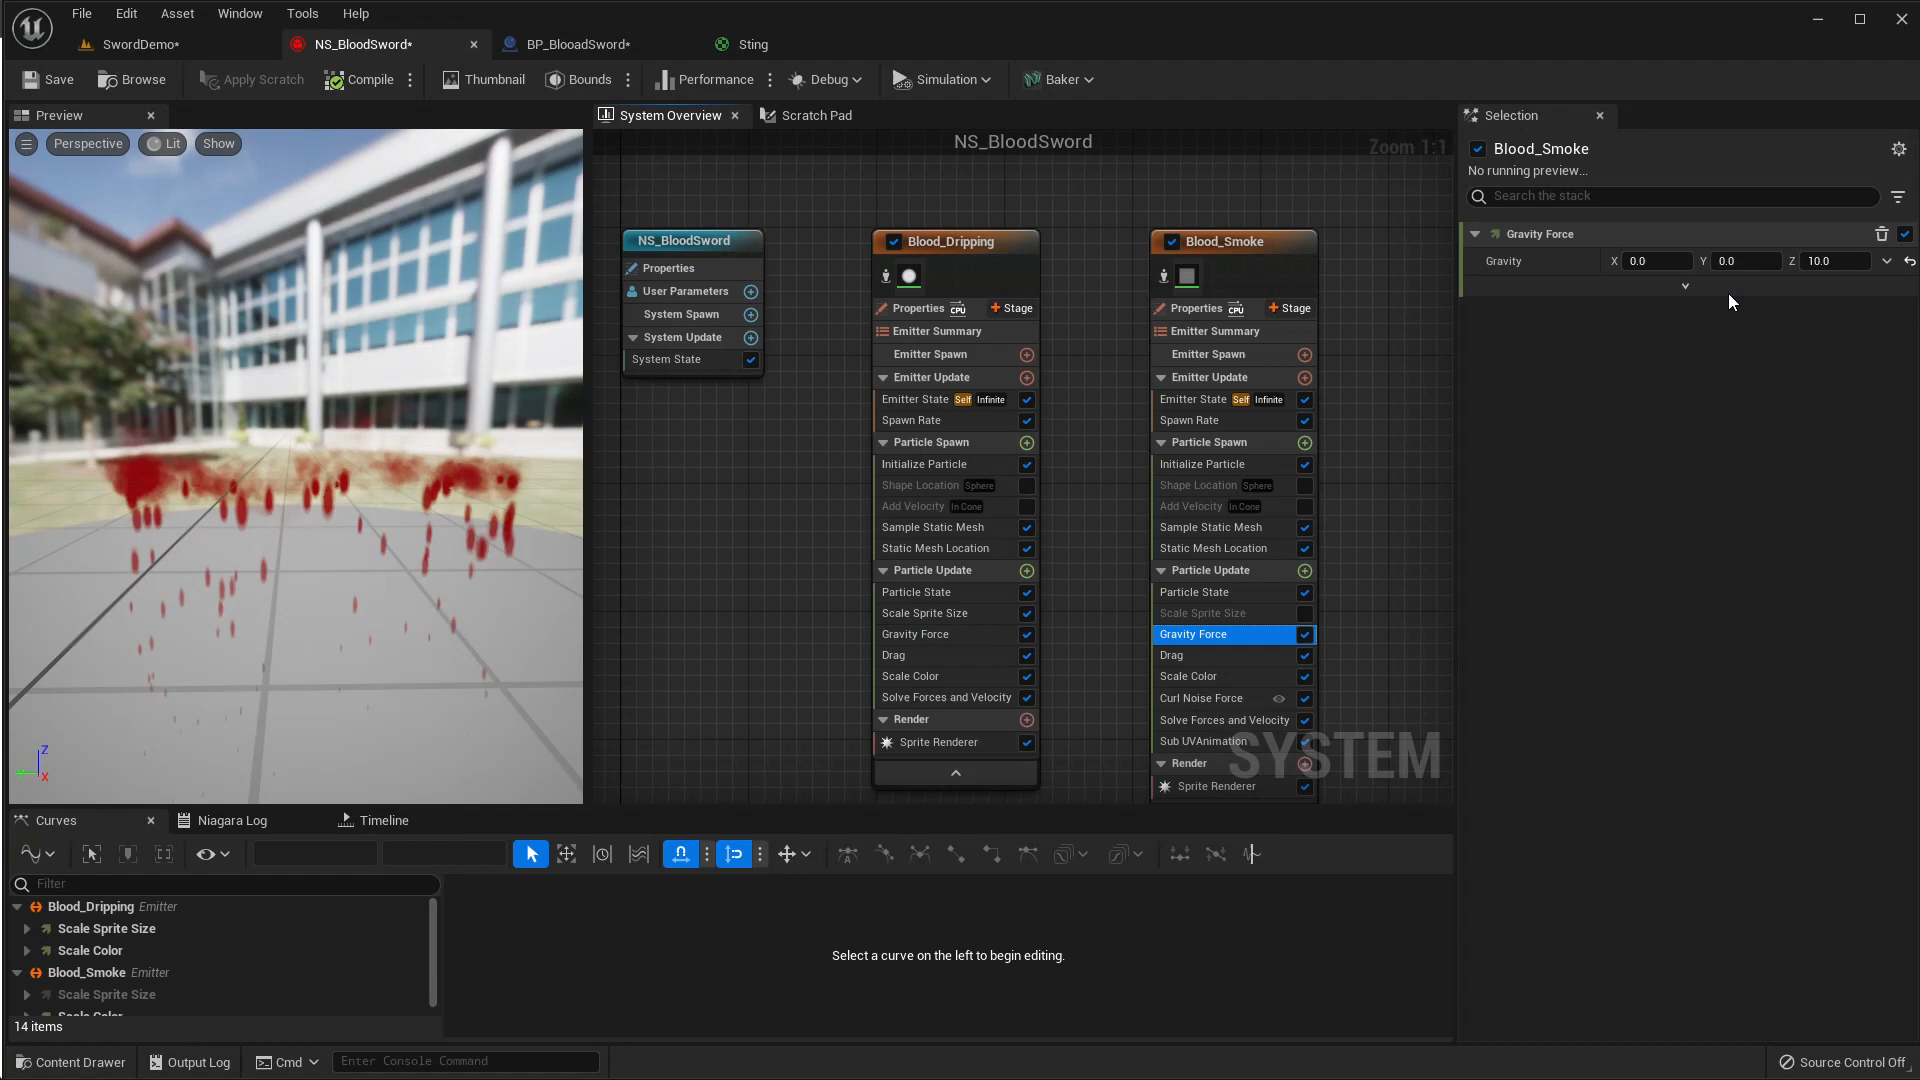 File Edit Asset Window Tools Help
SwordDemo* NS_BloodSword* BP_BlooadSword* Sting
Save Browse Apply Scratch Compile Thumbnail Bounds Performance Debug Simulation Baker
Preview System Overview Scratch Pad Selection
Perspective Lit Show
NS_BloodSword
Zoom 1:1
Blood_Smoke
No running preview...
Search the stack
Gravity Force
Gravity X 0.0 Y 0.0 Z 10.0
NS_BloodSword
Properties
User Parameters
System Spawn
System Update
System State
Blood_Dripping
Properties CPU Stage
Emitter Summary
Emitter Spawn
Emitter Update
Emitter State Self Infinite
Spawn Rate
Particle Spawn
Initialize Particle
Shape Location Sphere
Add Velocity In Cone
Sample Static Mesh
Static Mesh Location
Particle Update
Particle State
Scale Sprite Size
Gravity Force
Drag
Scale Color
Solve Forces and Velocity
Render
Sprite Renderer
Blood_Smoke
Properties CPU Stage
Emitter Summary
Emitter Spawn
Emitter Update
Emitter State Self Infinite
Spawn Rate
Particle Spawn
Initialize Particle
Shape Location Sphere
Add Velocity In Cone
Sample Static Mesh
Static Mesh Location
Particle Update
Particle State
Scale Sprite Size
Gravity Force
Drag
Scale Color
Curl Noise Force
Solve Forces and Velocity
Sub UVAnimation
Render
Sprite Renderer
SYSTEM
Z
X
Curves Niagara Log Timeline
Filter
Blood_Dripping Emitter
Scale Sprite Size
Scale Color
Blood_Smoke Emitter
Scale Sprite Size
Scale Color
14 items
Select a curve on the left to begin editing.
Content Drawer Output Log Cmd Enter Console Command Source Control Off